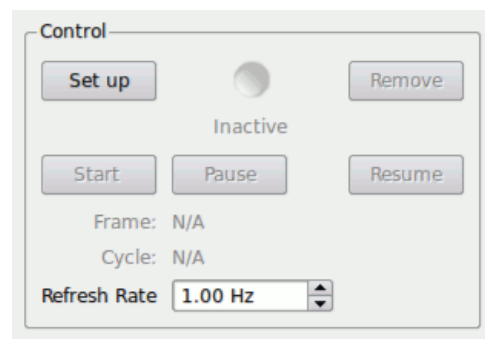 Control
Set up
Remove
Inactive
Start Pause Resume
Frame: N/A
Cycle: N/A
Refresh Rate 1.00 Hz